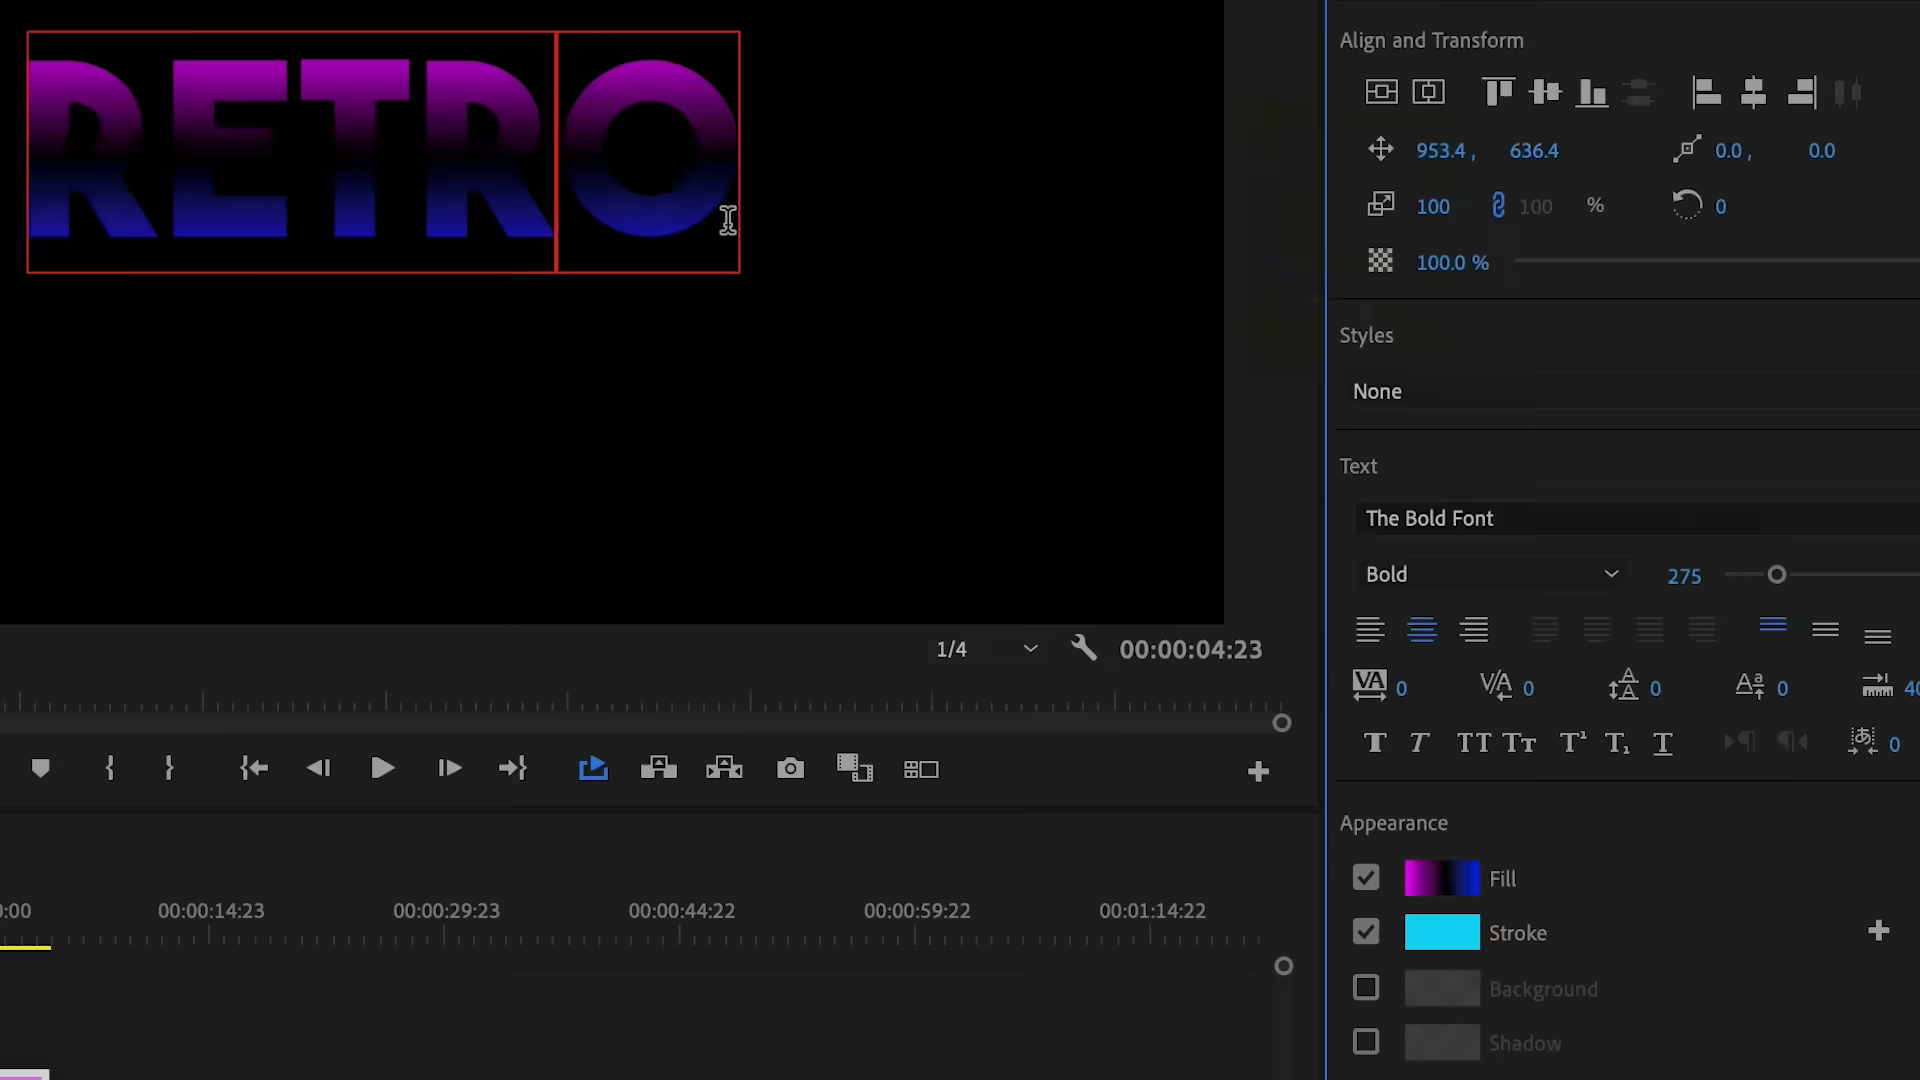 RETRO
1/4
00:00:04:23
:00
00:00:14:23
00:00:29:23
00:00:44:22
00:00:59:22
00:01:14:22
Align and Transform
953.4 , 636.4 0.0 , 0.0
100 100 % 0
100.0 %
Styles
None
Text
The Bold Font
Bold 275
0 0 0 0 40
0
Appearance
Fill
Stroke
Background
Shadow